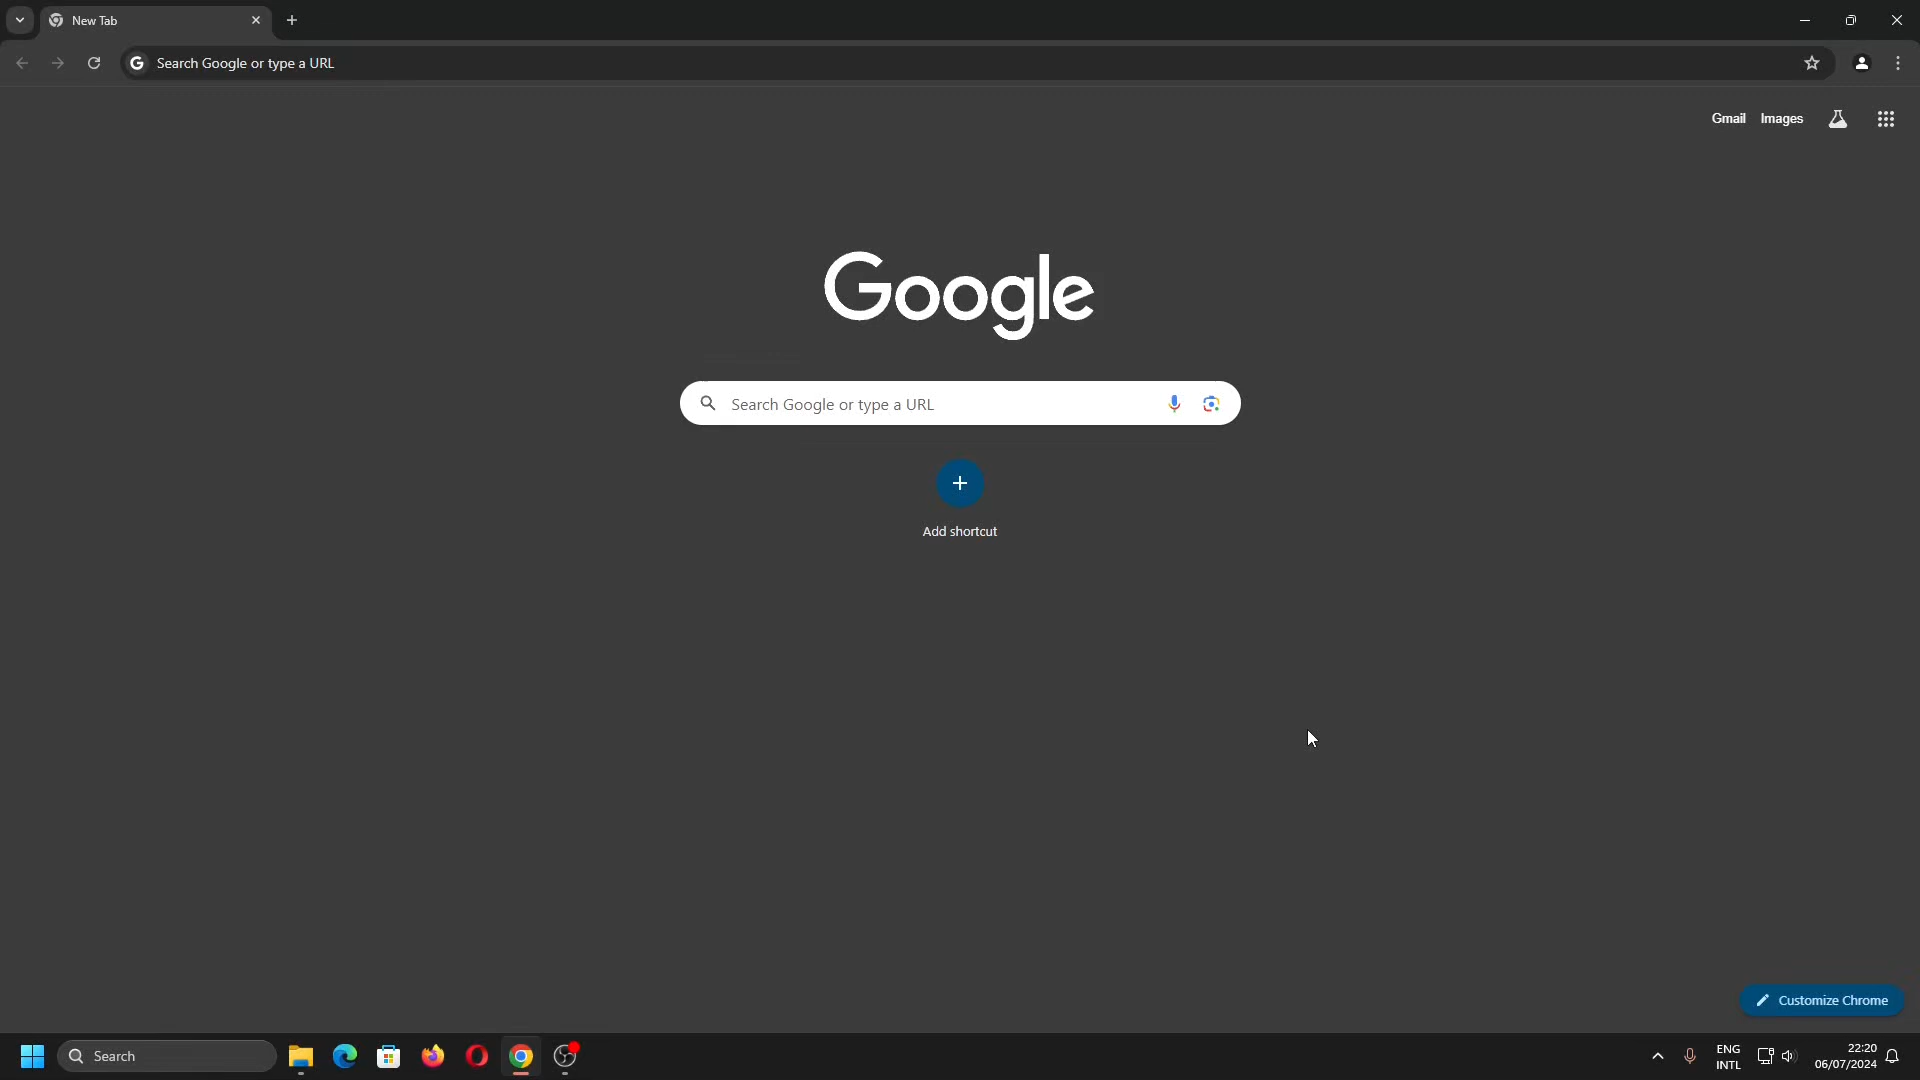 New Tab
Search Google or type a URL
Gmail Images
Google
Search Google or type a URL
Add shortcut
Customize Chrome
Search
ENG
INTL
22:20
06/07/2024